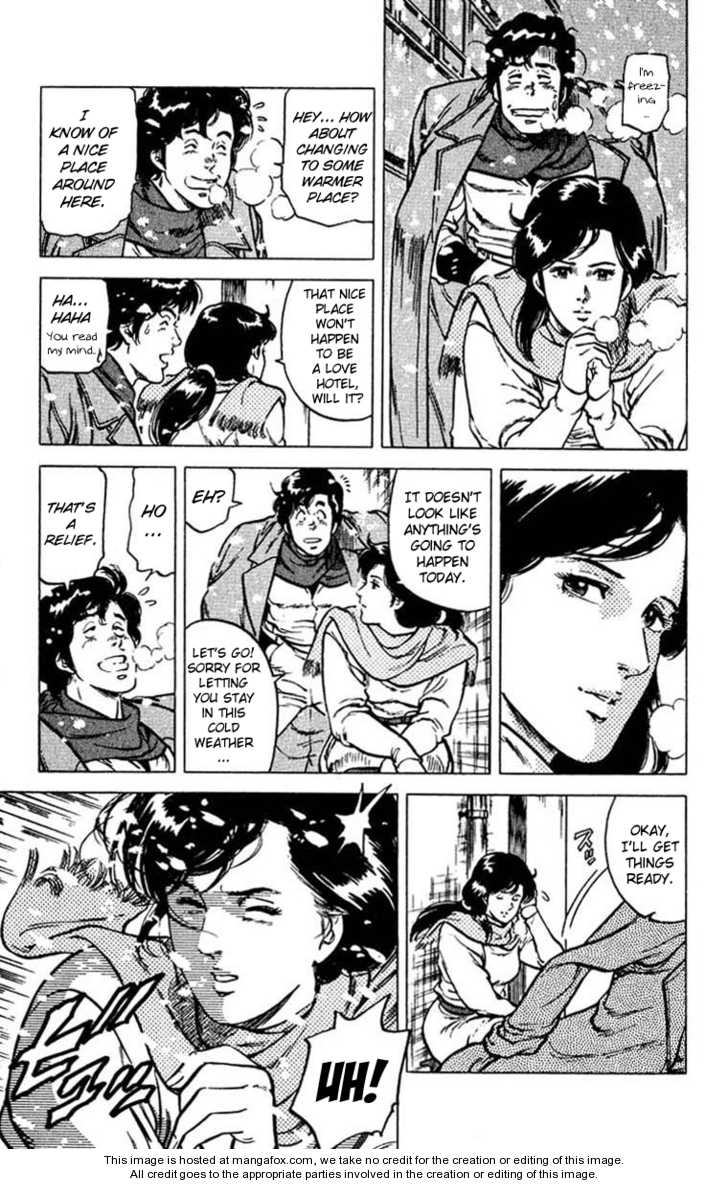 I'm
freez-
ing
...
HEY... HOW
ABOUT
CHANGING
TO SOME
WARMER
PLACE?
I
KNOW OF
A NICE
PLACE
AROUND
HERE.
THAT NICE
PLACE
WON'T
HAPPEN
TO BE
A LOVE
HOTEL,
WILL IT?
HA...
HAHA
You read
my mind.
IT DOESN'T
LOOK LIKE
ANYTHING'S
GOING TO
HAPPEN
TODAY.
EH?
LET'S GO!
SORRY FOR
LETTING
YOU STAY
IN THIS
COLD
WEATHER
...
HO
...
THAT'S
A
RELIEF.
OKAY,
I'LL GET
THINGS
READY.
UH!
This image is hosted at mangafox.com, we take no credit for the creation or editing of this image.
All credit goes to the appropriate parties involved in the creation or editing of this image.